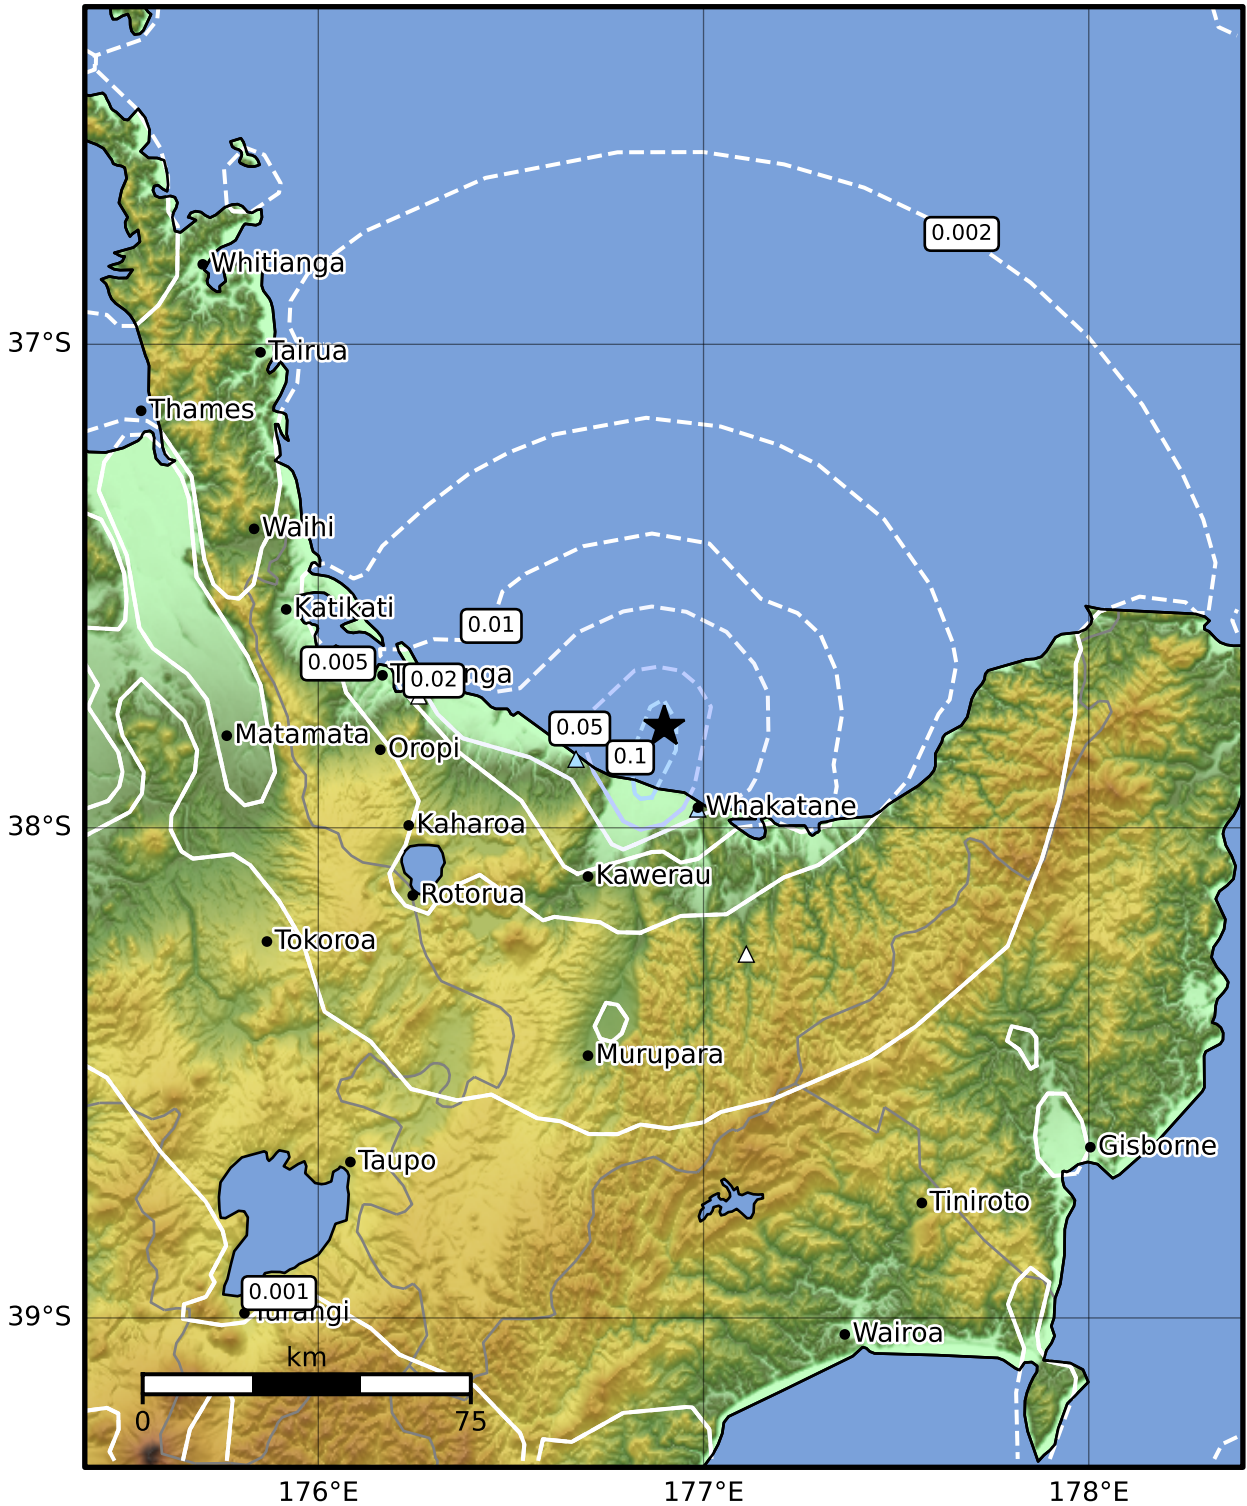 0.002
Whitianga
37°S
Tairua
Thames
Waihi
Katikati
0.01
0.005
0.02
0.05
Matamata
Oropi
0.1
Whakatane
38°S
Kaharoa
Kawerau
Rotorua
Tokoroa
Murupara
Gisborne
Taupo
Tiniroto
0.001
39°S
Wairoa
km
0
75
176°E
177°E
178°E